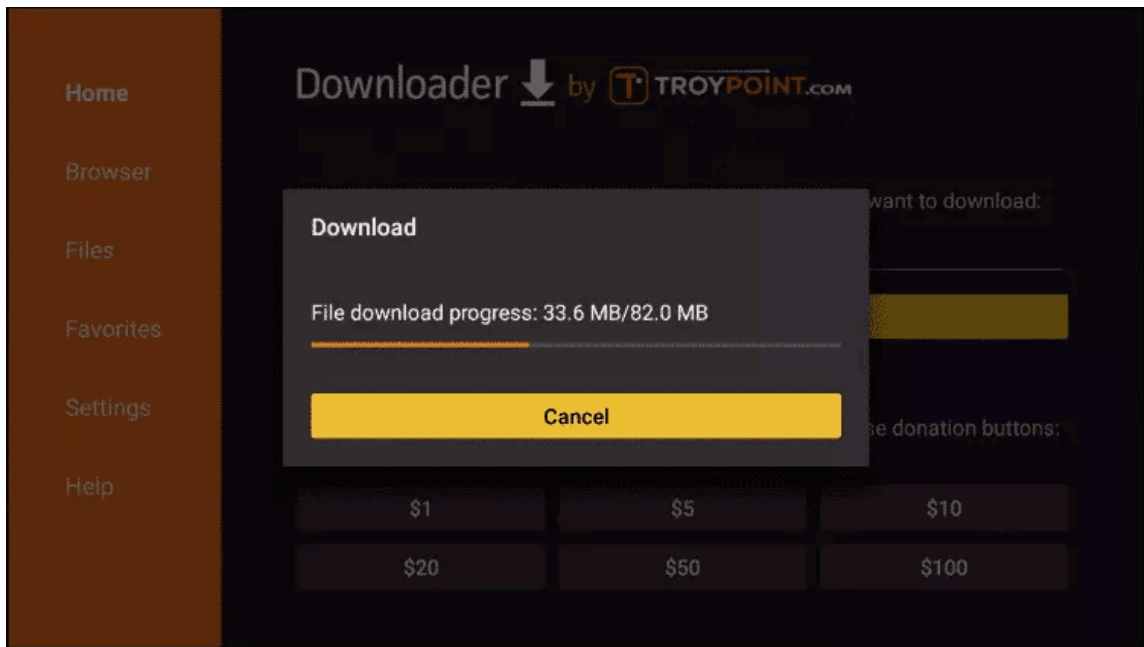 Home
Browser
Files
Favorites
Settings
Help
Downloader by TROYPOINT.COM
want to download:
Download
File download progress: 33.6 MB/82.0 MB
Cancel
se donation buttons:
$1 $5 $10
$20 $50 $100